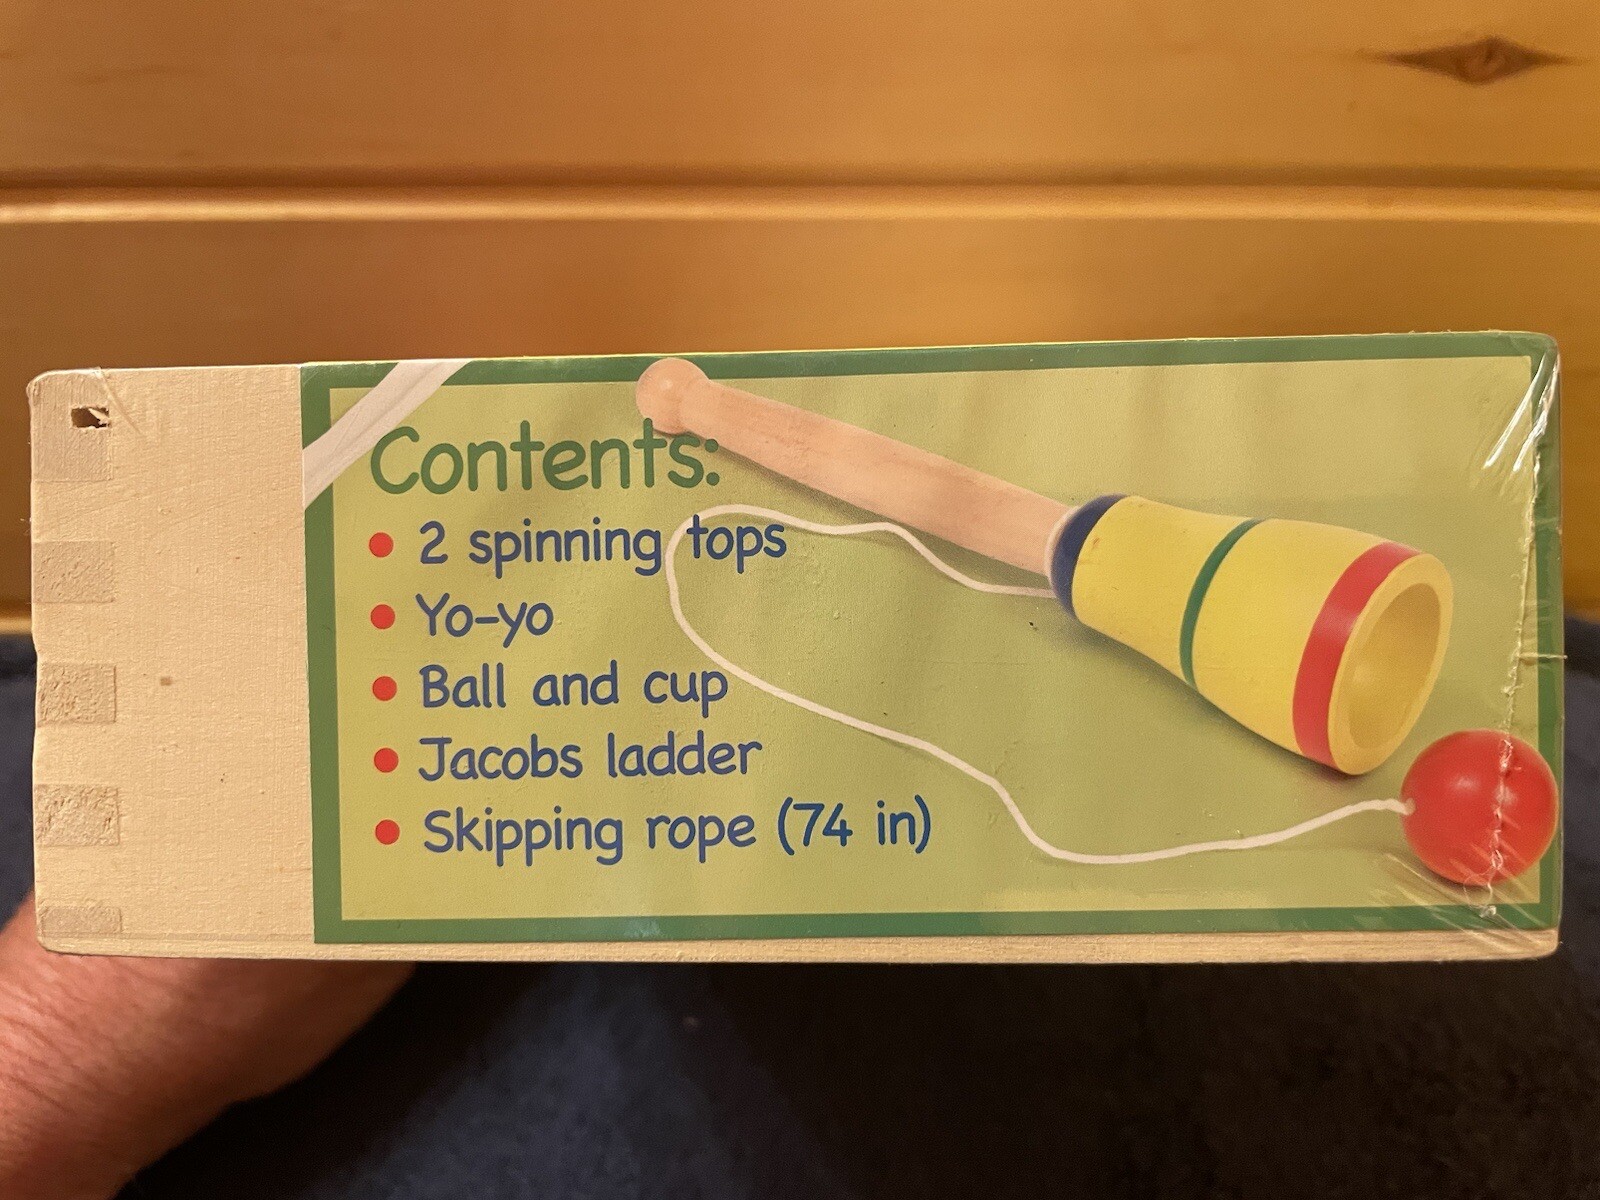 Contents:
• 2 spinning tops
• Yo-yo
• Ball and cup
• Jacobs ladder
• Skipping rope (74 in)